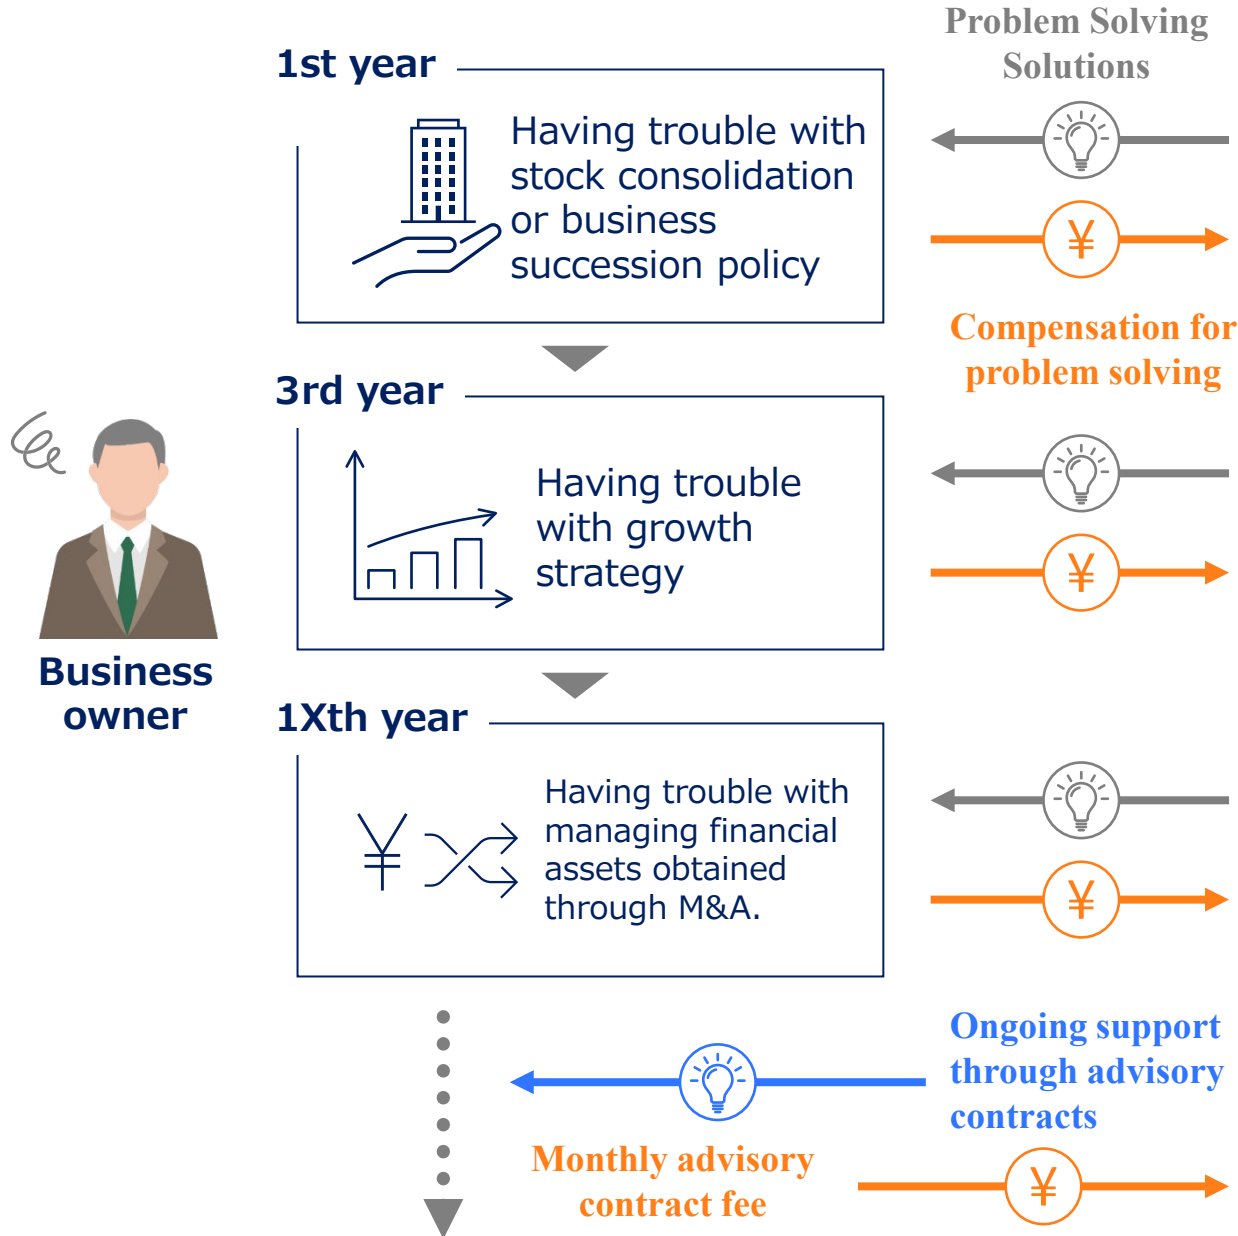 Problem Solving
Solutions
1st year
Having trouble with
stock consolidation
or business
succession policy
¥
Compensation for
problem solving
3rd year
Having trouble
with growth
strategy
¥
Business
owner
1Xth year
¥
Having trouble with
managing financial
assets obtained
through M&A.
¥
Ongoing support
through advisory
contracts
Monthly advisory
contract fee
¥